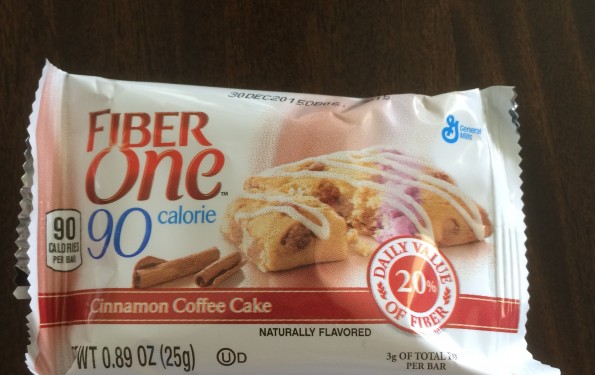 30DEC2015
General
Mills
FIBER
One™
90 calorie
90
CALORIES
PER BAR
DAILY VALUE
20%
OF FIBER
Cinnamon Coffee Cake
NATURALLY FLAVORED
WT 0.89 OZ (25g)
U D
3g OF TOTAL
PER BAR